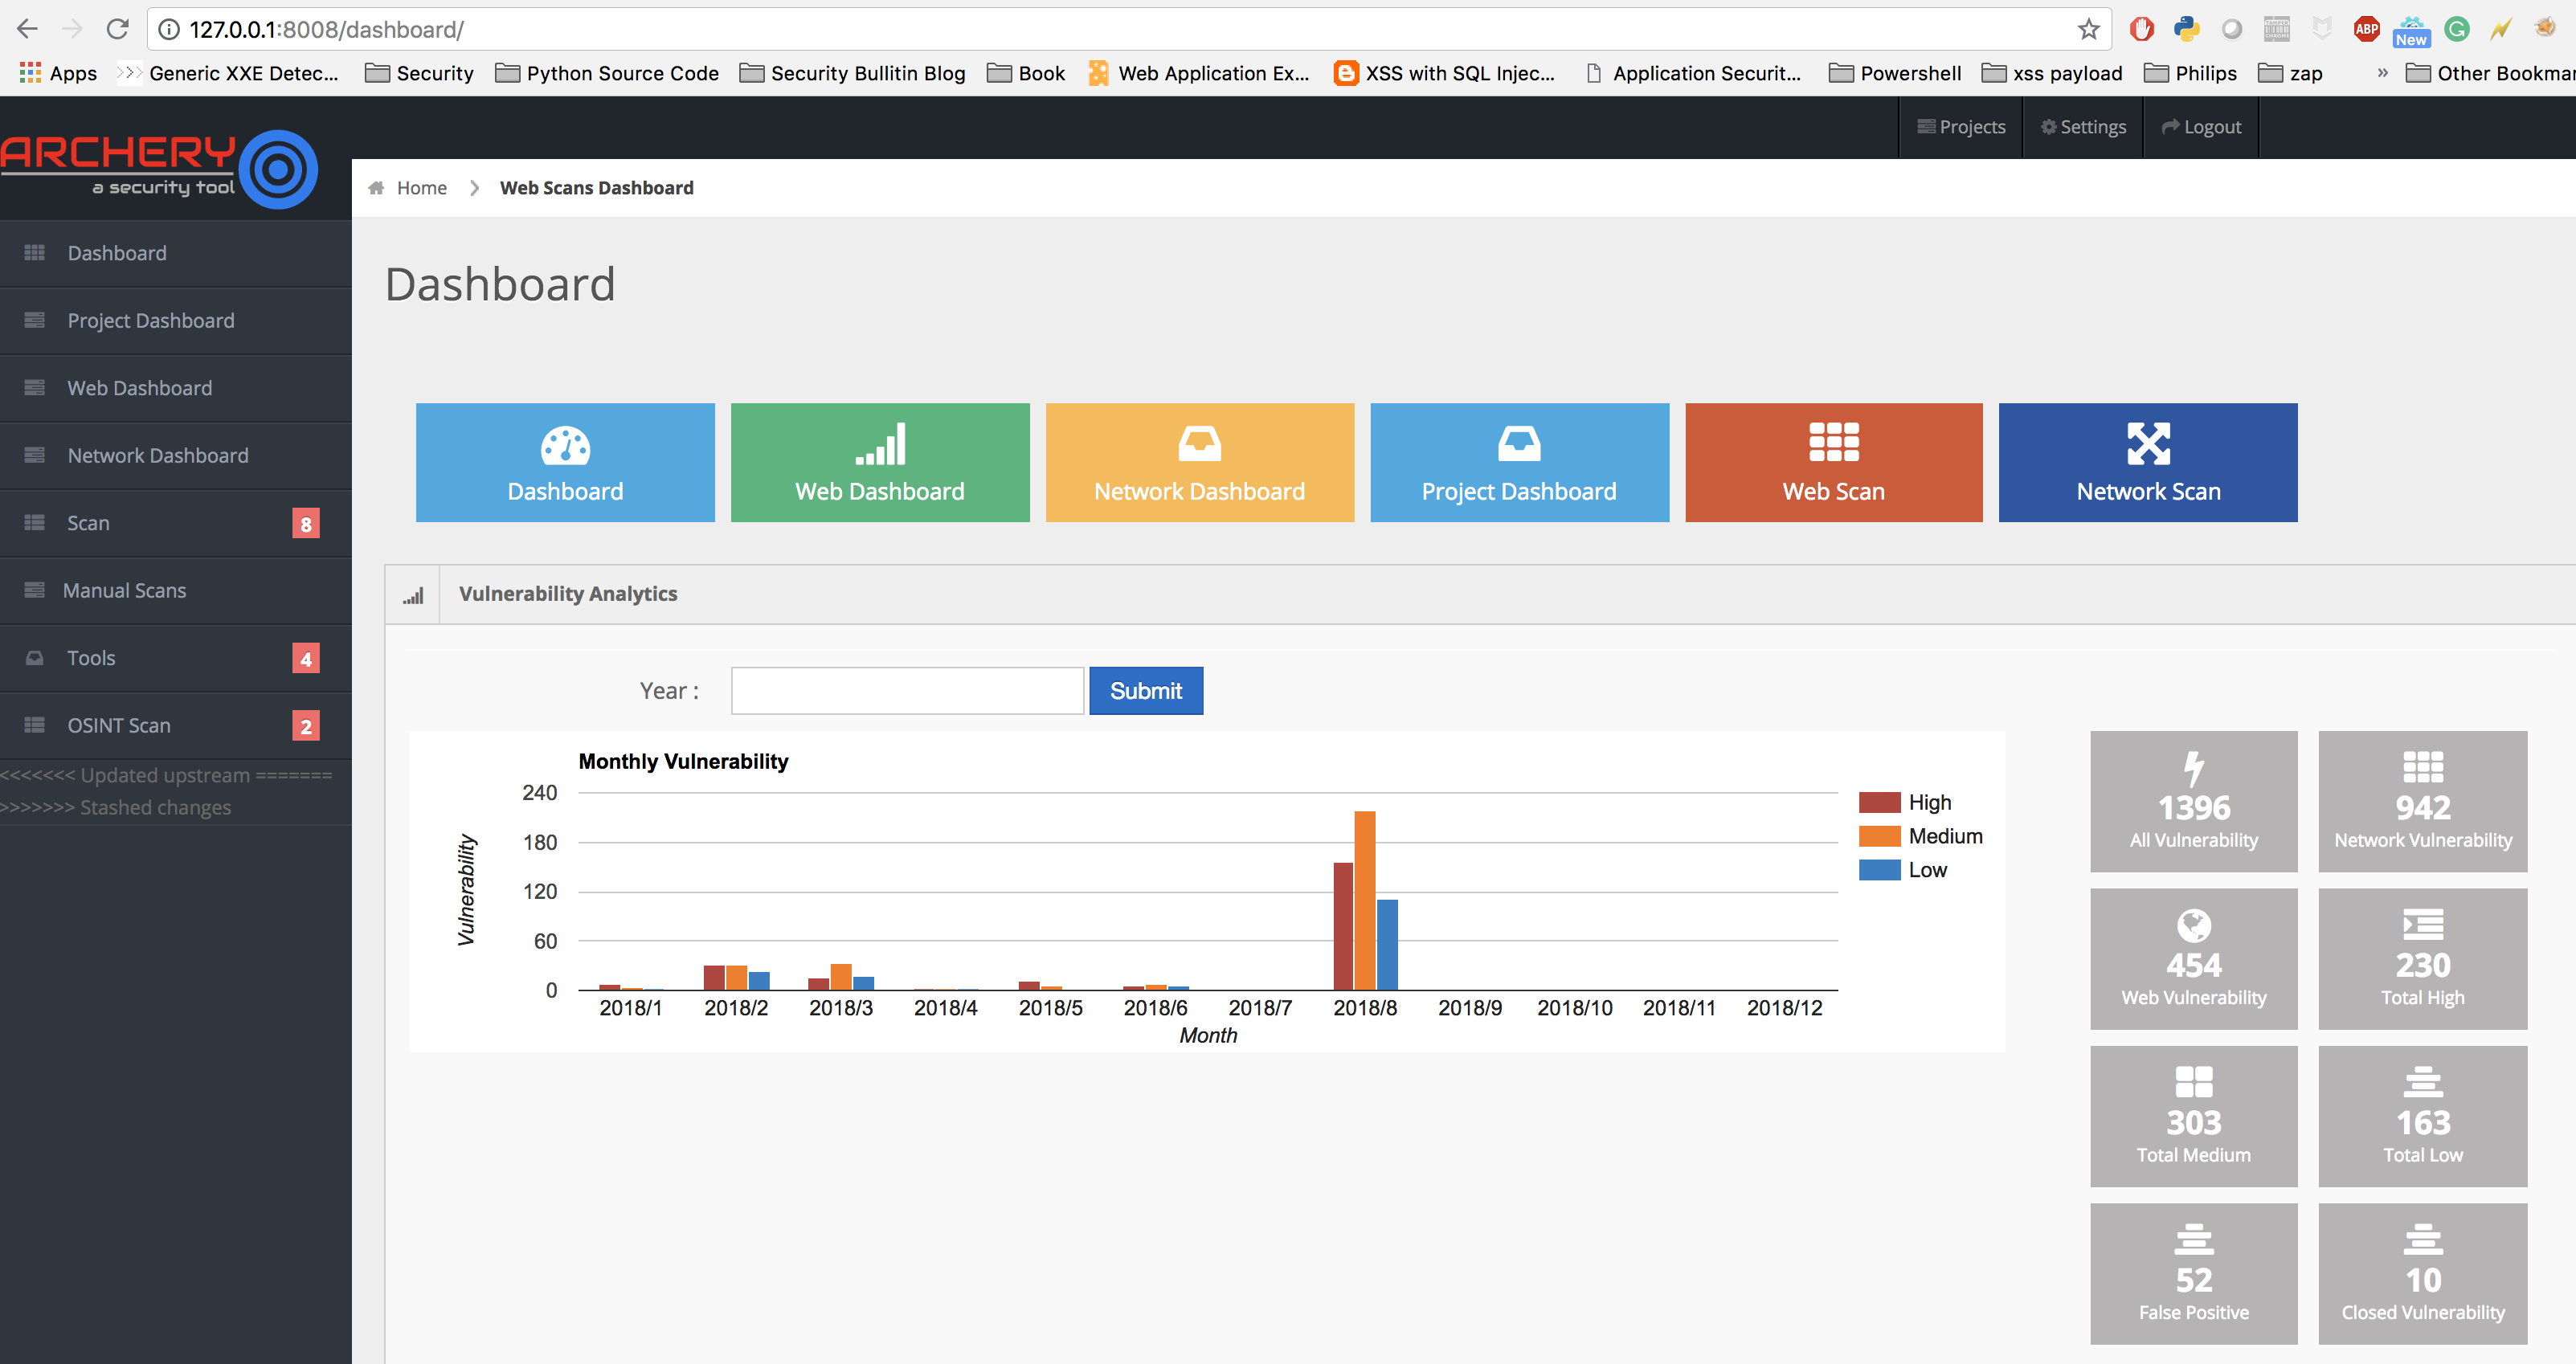 127.0.0.1:8008/dashboard/
ABP
New
Apps
Generic XXE Detec...
Security
Python Source Code
Security Bullitin Blog
Book
Web Application Ex...
XSS with SQL Injec...
Application Securit...
Powershell
xss payload
Philips
zap
»
Other Bookmar
ARCHERY
a security tool
Projects
Settings
Logout
Home
Web Scans Dashboard
Dashboard
Project Dashboard
Web Dashboard
Network Dashboard
Scan 8
Manual Scans
Tools 4
OSINT Scan 2
<<<<<<< Updated upstream =======
>>>>>>> Stashed changes
Dashboard
Dashboard
Web Dashboard
Network Dashboard
Project Dashboard
Web Scan
Network Scan
Vulnerability Analytics
Year :
Submit
Monthly Vulnerability
Vulnerability
240
180
120
60
0
2018/1 2018/2 2018/3 2018/4 2018/5 2018/6 2018/7 2018/8 2018/9 2018/10 2018/11 2018/12
Month
High
Medium
Low
1396
All Vulnerability
942
Network Vulnerability
454
Web Vulnerability
230
Total High
303
Total Medium
163
Total Low
52
False Positive
10
Closed Vulnerability